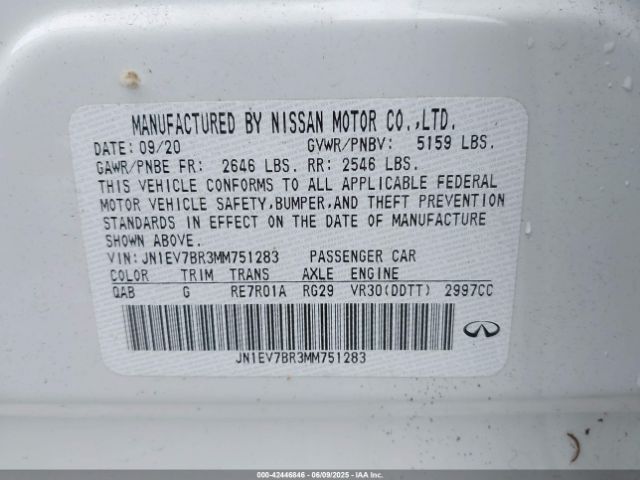 MANUFACTURED BY NISSAN MOTOR CO.,LTD.
DATE: 09/20 GVWR/PNBV: 5159 LBS.
GAWR/PNBE FR: 2646 LBS. RR: 2546 LBS.
THIS VEHICLE CONFORMS TO ALL APPLICABLE FEDERAL
MOTOR VEHICLE SAFETY,BUMPER,AND THEFT PREVENTION
STANDARDS IN EFFECT ON THE DATE OF MANUFACTURE
SHOWN ABOVE.
VIN:JN1EV7BR3MM751283 PASSENGER CAR
COLOR TRIM TRANS AXLE ENGINE
QAB G RE7R01A RG29 VR30(DDTT) 2997CC
JN1EV7BR3MM751283
000-42446846 - 06/09/2025 - IAAI.com